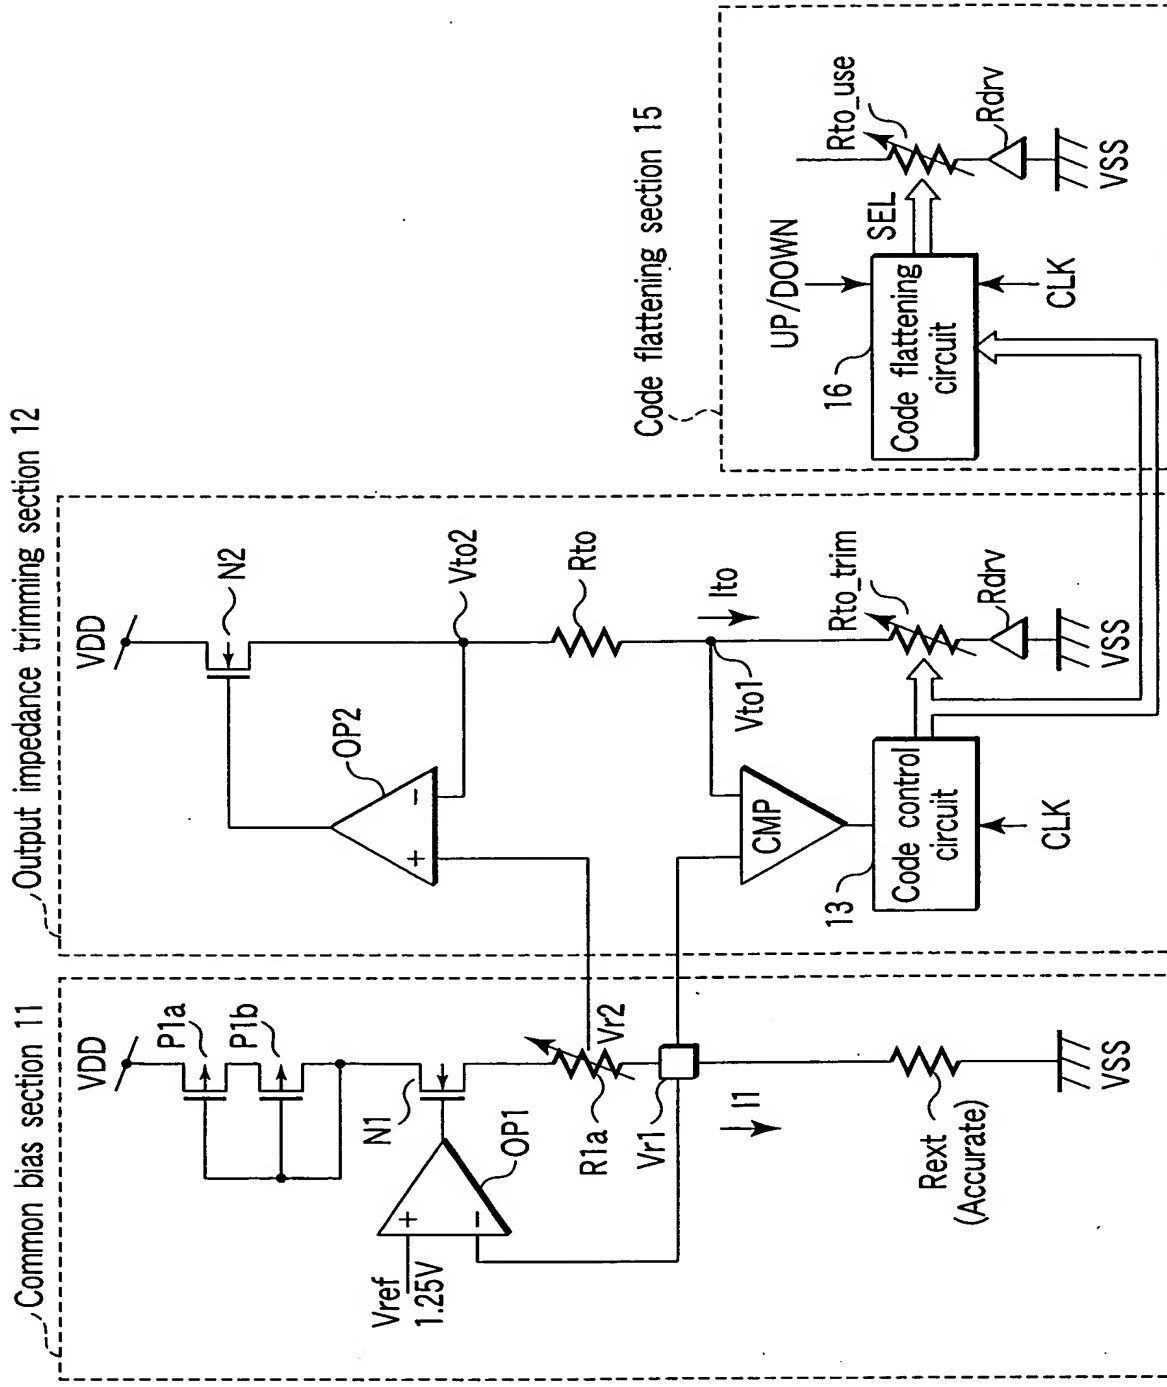 Common bias section 11
VDD
P1a
P1b
N1
Vref
1.25V
+
-
OP1
R1a
Vr2
Vr1
I1
Rext
(Accurate)
VSS
Output impedance trimming section 12
VDD
N2
OP2
+
-
Vto2
Rto
Ito
Vto1
CMP
13
Code control
circuit
CLK
Rto_trim
Rdrv
VSS
Code flattening section 15
UP/DOWN
16
Code flattening
circuit
SEL
CLK
Rto_use
Rdrv
VSS